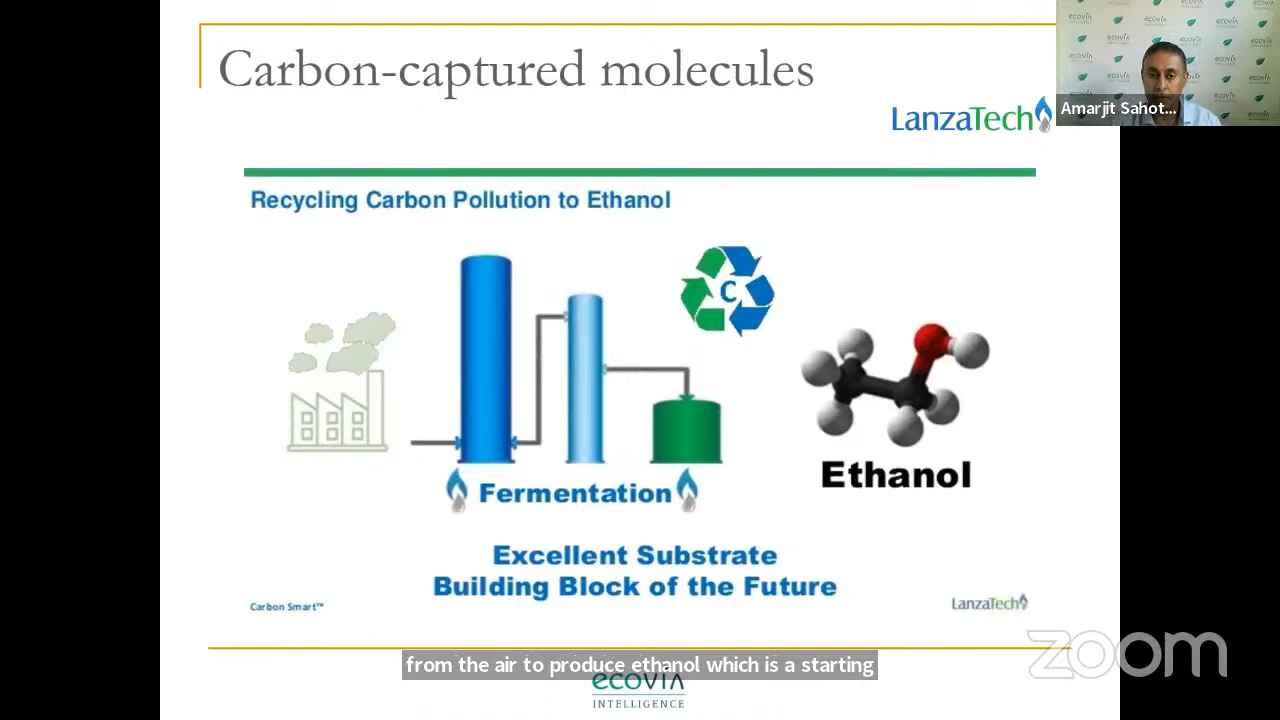 Carbon-captured molecules
LanzaTech
Amarjit Sahot...
Recycling Carbon Pollution to Ethanol
C
Ethanol
Fermentation
Excellent Substrate
Building Block of the Future
Carbon Smart™
LanzaTech
from the air to produce ethanol which is a starting
ecovia
INTELLIGENCE
zoom